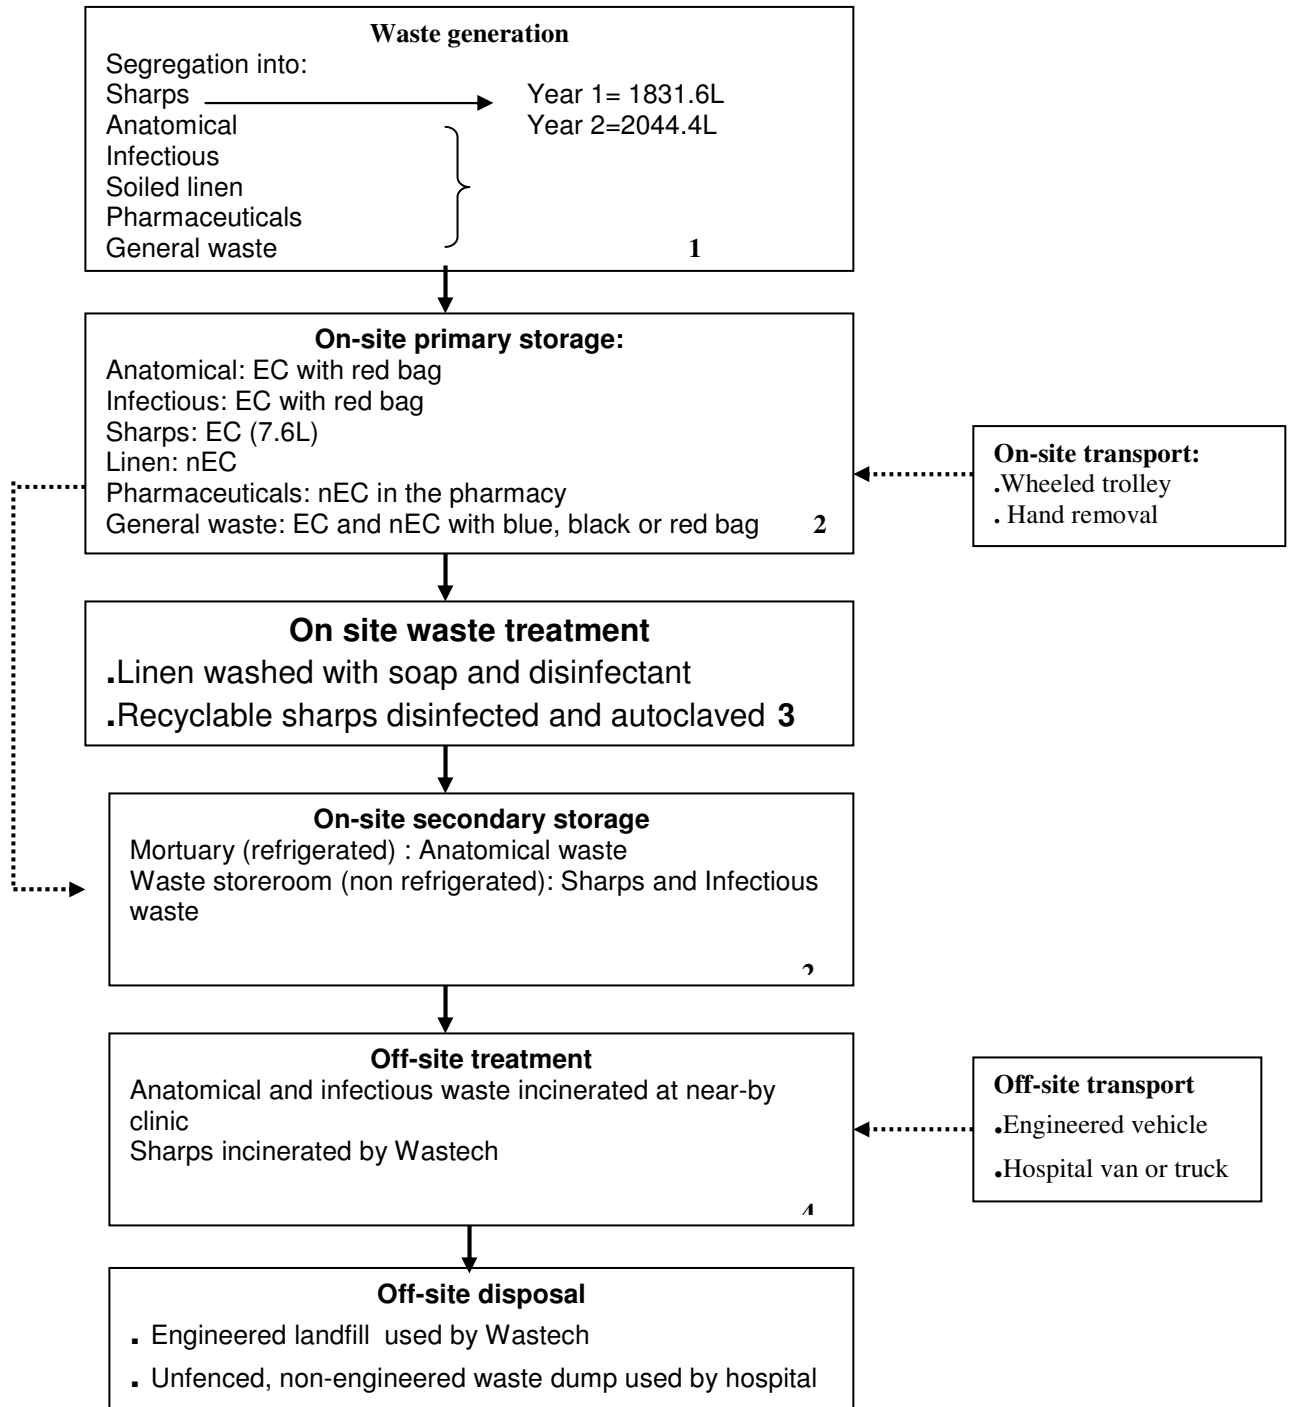 Waste generation
Segregation into:
Sharps Year 1= 1831.6L
Anatomical Year 2=2044.4L
Infectious
Soiled linen
Pharmaceuticals
General waste 1
On-site primary storage:
Anatomical: EC with red bag
Infectious: EC with red bag
Sharps: EC (7.6L)
Linen: nEC
Pharmaceuticals: nEC in the pharmacy
General waste: EC and nEC with blue, black or red bag 2
On-site transport:
.Wheeled trolley
. Hand removal
On site waste treatment
.Linen washed with soap and disinfectant
.Recyclable sharps disinfected and autoclaved 3
On-site secondary storage
Mortuary (refrigerated) : Anatomical waste
Waste storeroom (non refrigerated): Sharps and Infectious
waste
Off-site treatment
Anatomical and infectious waste incinerated at near-by
clinic
Sharps incinerated by Wastech
4
Off-site transport
.Engineered vehicle
.Hospital van or truck
Off-site disposal
. Engineered landfill used by Wastech
. Unfenced, non-engineered waste dump used by hospital